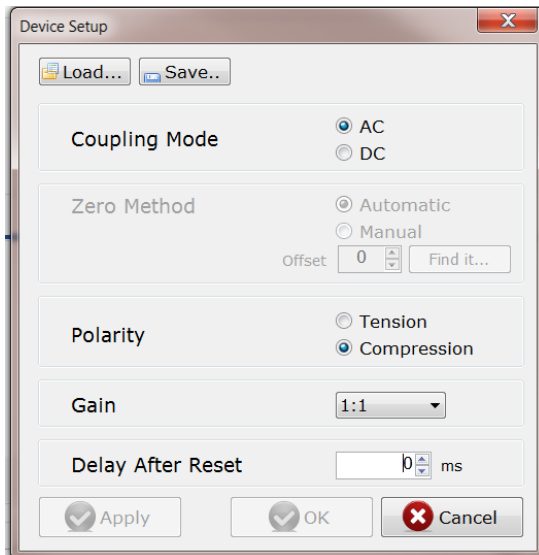 Device Setup
Load... Save..
Coupling Mode
AC
DC
Zero Method
Automatic
Manual
Offset 0 Find it...
Polarity
Tension
Compression
Gain 1:1
Delay After Reset 0 ms
Apply OK Cancel